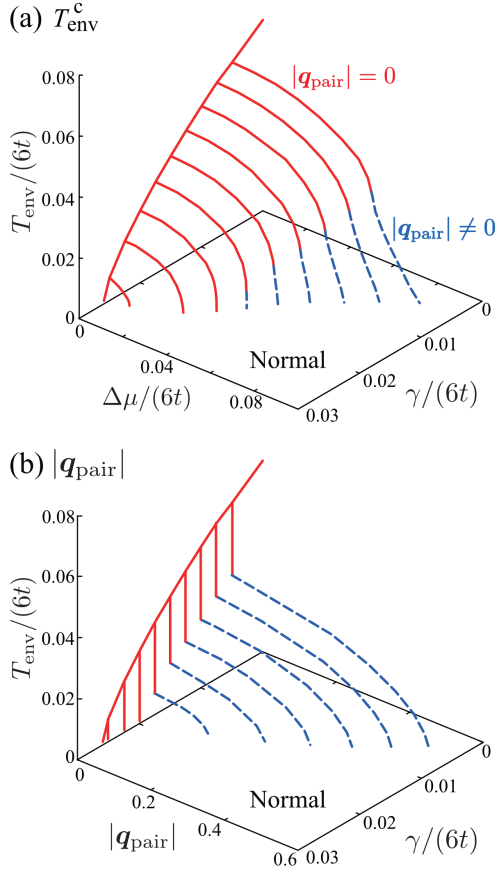 (a) T^c_env
|q_pair| = 0
0.08
0.06
T_env/(6t)
0.04
|q_pair| ≠ 0
0.02
0
0
0
0.01
Normal
0.04
0.02
Δμ/(6t)
0.08
γ/(6t)
0.03
(b) |q_pair|
0.08
0.06
T_env/(6t)
0.04
0.02
0
0
0
0.01
0.2
Normal
0.02
|q_pair|
0.4
γ/(6t)
0.6
0.03